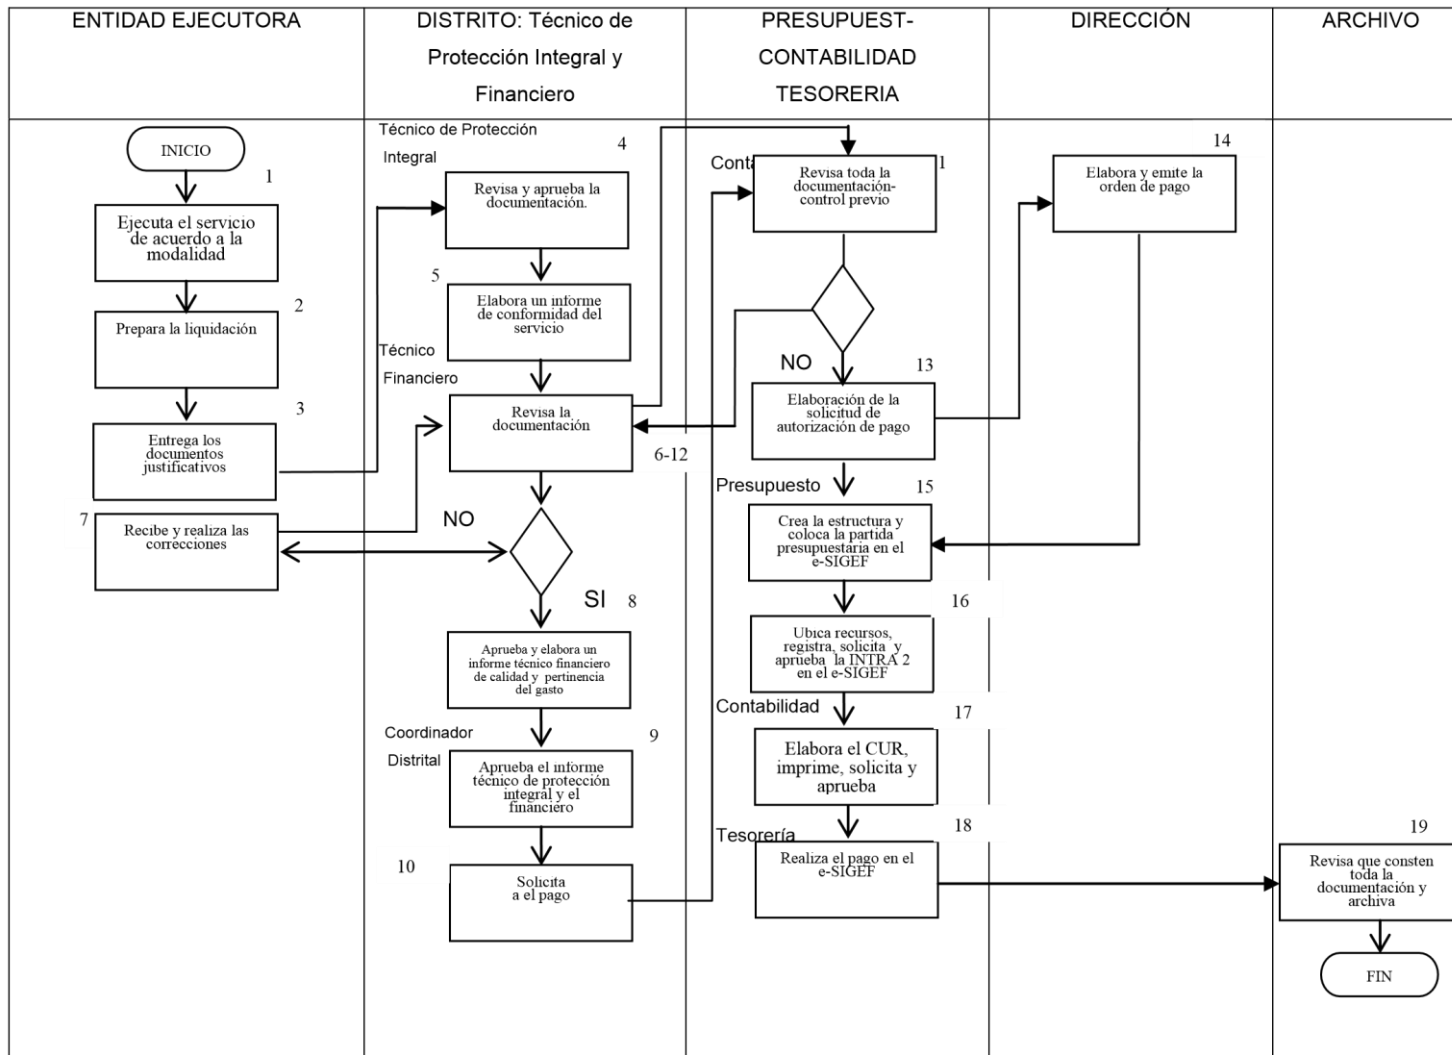 ENTIDAD EJECUTORA
DISTRITO: Técnico de
Protección Integral y
Financiero
PRESUPUEST-
CONTABILIDAD
TESORERIA
DIRECCIÓN
ARCHIVO
INICIO
1
Ejecuta el servicio
de acuerdo a la
modalidad
2
Prepara la liquidación
3
Entrega los
documentos
justificativos
7
Recibe y realiza las
correcciones
Técnico de Protección
Integral
4
Revisa y aprueba la
documentación.
5
Elabora un informe
de conformidad del
servicio
Técnico
Financiero
Revisa la
documentación
6-12
NO
SI
8
Aprueba y elabora un
informe técnico financiero
de calidad y pertinencia
del gasto
Coordinador
Distrital
9
Aprueba el informe
técnico de protección
integral y el
financiero
10
Solicita
a el pago
Conta
1
Revisa toda la
documentación-
control previo
NO
13
Elaboración de la
solicitud de
autorización de pago
Presupuesto
15
Crea la estructura y
coloca la partida
presupuestaria en el
e-SIGEF
16
Ubica recursos,
registra, solicita y
aprueba la INTRA 2
en el e-SIGEF
Contabilidad
17
Elabora el CUR,
imprime, solicita y
aprueba
Tesorería
18
Realiza el pago en el
e-SIGEF
14
Elabora y emite la
orden de pago
19
Revisa que consten
toda la
documentación y
archiva
FIN